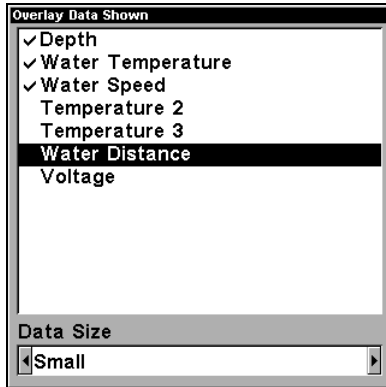 Overlay Data Shown
✓Depth
✓Water Temperature
✓Water Speed
Temperature 2
Temperature 3
Water Distance
Voltage
Data Size
Small